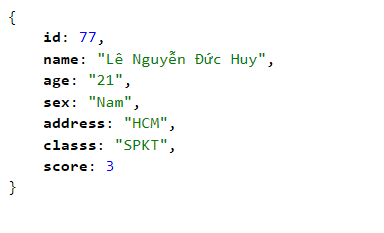 {
id: 77,
name: "Lê Nguyễn Đức Huy",
age: "21",
sex: "Nam",
address: "HCM",
classs: "SPKT",
score: 3
}